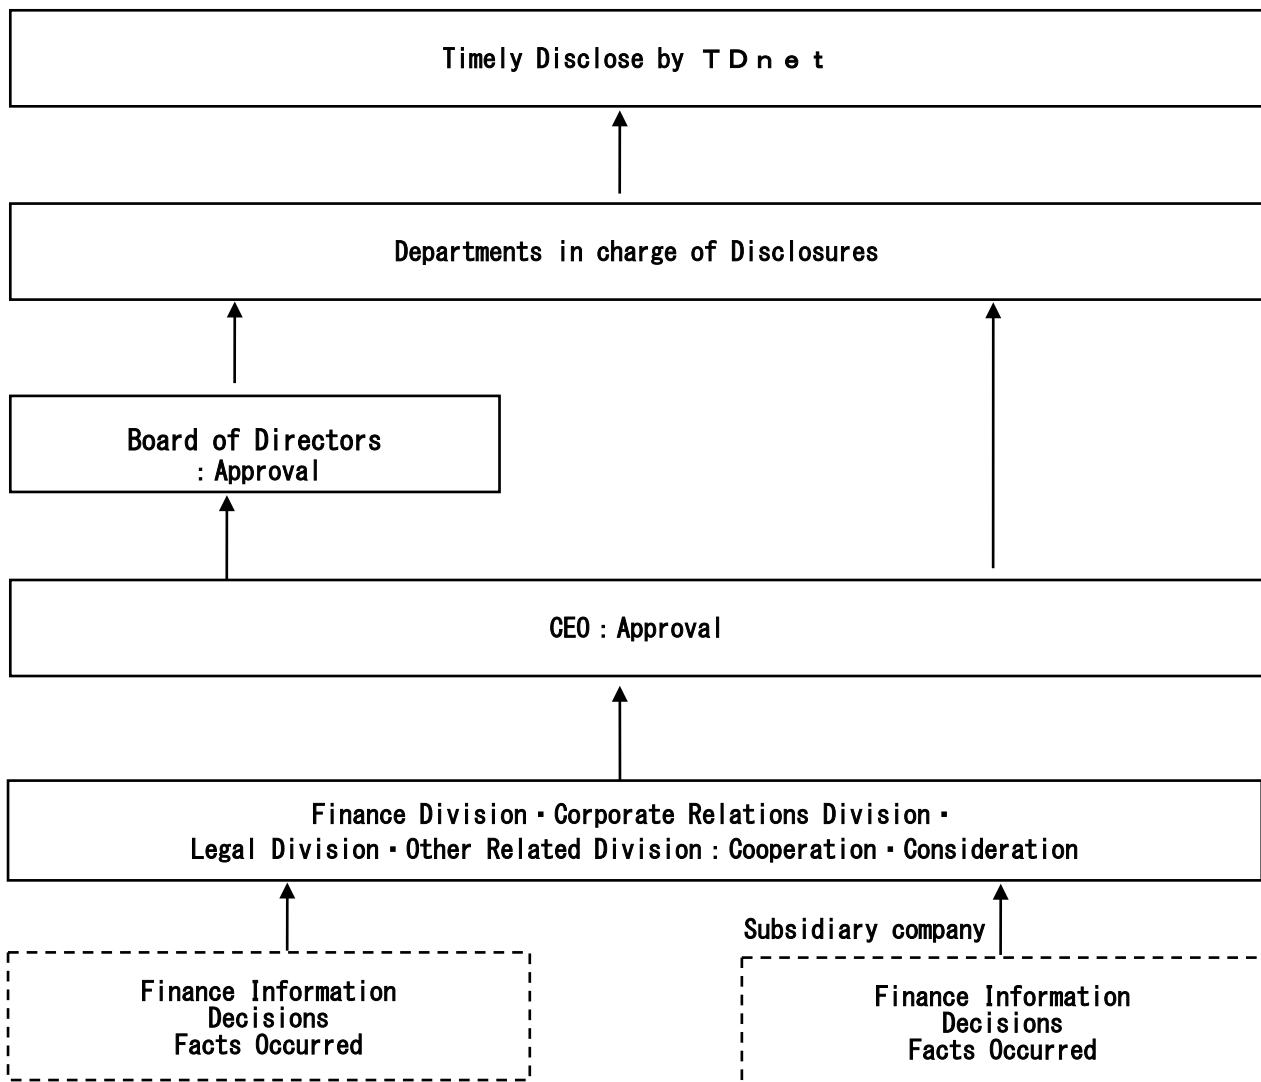 Timely Disclose by ＴＤｎｅｔ
Departments in charge of Disclosures
Board of Directors
：Approval
CEO：Approval
Finance Division・Corporate Relations Division・
Legal Division・Other Related Division：Cooperation・Consideration
Subsidiary company
Finance Information
Decisions
Facts Occurred
Finance Information
Decisions
Facts Occurred